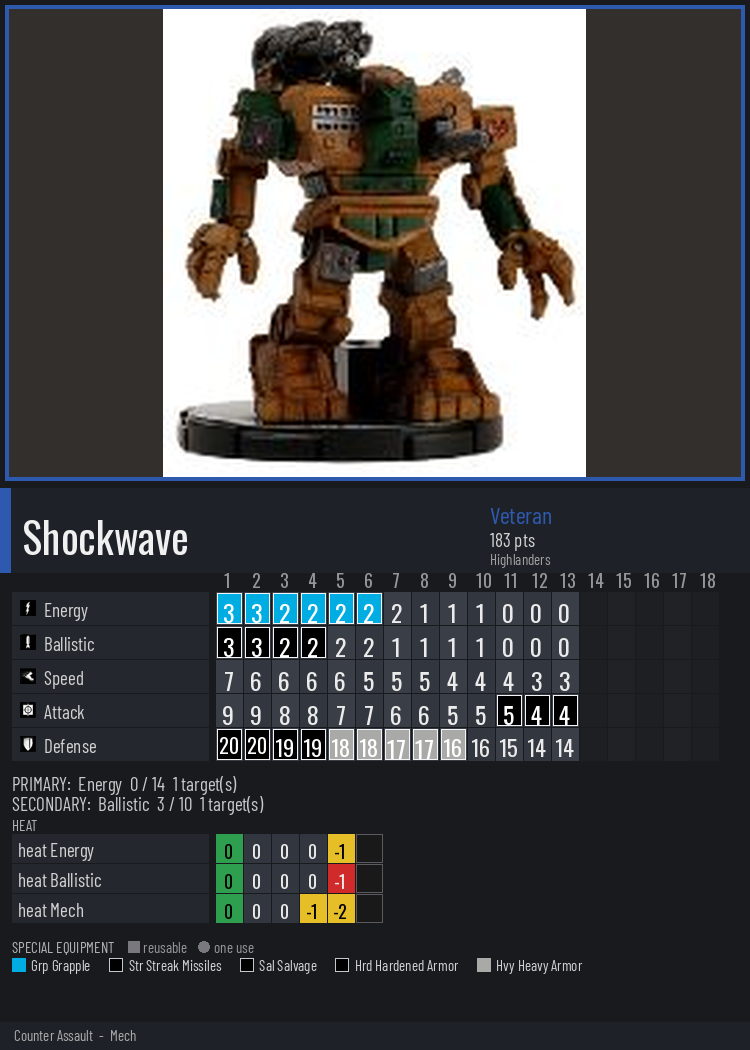 Shockwave
Veteran
183 pts
Highlanders
1 2 3 4 5 6 7 8 9 10 11 12 13 14 15 16 17 18
Energy 3 3 2 2 2 2 2 1 1 1 0 0 0
Ballistic 3 3 2 2 2 2 1 1 1 1 0 0 0
Speed 7 6 6 6 6 5 5 5 4 4 4 3 3
Attack 9 9 8 8 7 7 6 6 5 5 5 4 4
Defense 20 20 19 19 18 18 17 17 16 16 15 14 14
PRIMARY: Energy 0 / 14 1 target(s)
SECONDARY: Ballistic 3 / 10 1 target(s)
HEAT
heat Energy 0 0 0 0 -1
heat Ballistic 0 0 0 0 -1
heat Mech 0 0 0 -1 -2
SPECIAL EQUIPMENT reusable one use
Grp Grapple Str Streak Missiles Sal Salvage Hrd Hardened Armor Hvy Heavy Armor
Counter Assault - Mech